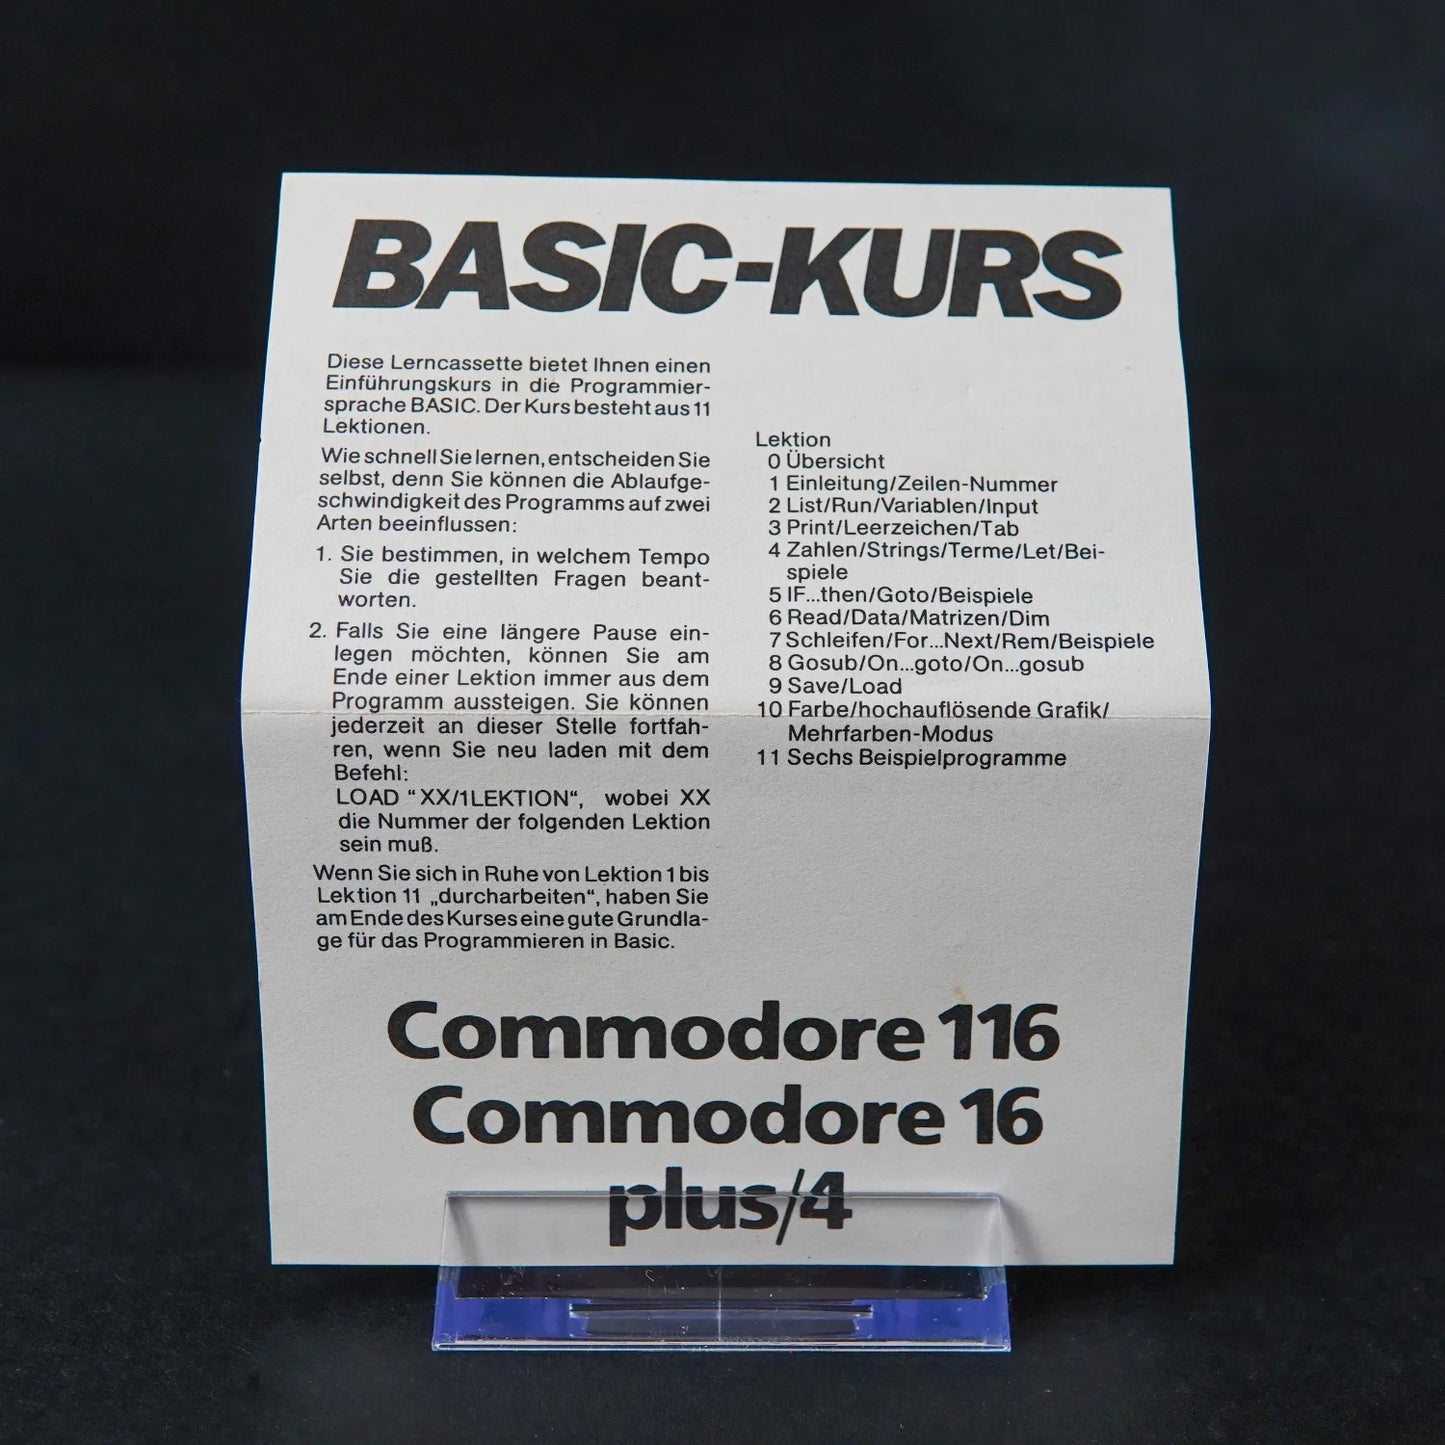 BASIC-KURS
Diese Lerncassette bietet Ihnen einen
Einführungskurs in die Programmier-
sprache BASIC. Der Kurs besteht aus 11
Lektionen.
Wie schnell Sie lernen, entscheiden Sie
selbst, denn Sie können die Ablaufge-
schwindigkeit des Programms auf zwei
Arten beeinflussen:
1. Sie bestimmen, in welchem Tempo
Sie die gestellten Fragen beant-
worten.
2. Falls Sie eine längere Pause ein-
legen möchten, können Sie am
Ende einer Lektion immer aus dem
Programm aussteigen. Sie können
jederzeit an dieser Stelle fortfah-
ren, wenn Sie neu laden mit dem
Befehl:
LOAD “XX/1LEKTION“, wobei XX
die Nummer der folgenden Lektion
sein muß.
Wenn Sie sich in Ruhe von Lektion 1 bis
Lektion 11 „durcharbeiten“, haben Sie
am Ende des Kurses eine gute Grundla-
ge für das Programmieren in Basic.
Lektion
0 Übersicht
1 Einleitung/Zeilen-Nummer
2 List/Run/Variablen/Input
3 Print/Leerzeichen/Tab
4 Zahlen/Strings/Terme/Let/Bei-
spiele
5 IF...then/Goto/Beispiele
6 Read/Data/Matrizen/Dim
7 Schleifen/For...Next/Rem/Beispiele
8 Gosub/On...goto/On...gosub
9 Save/Load
10 Farbe/hochauflösende Grafik/
Mehrfarben-Modus
11 Sechs Beispielprogramme
Commodore 116
Commodore 16
plus/4